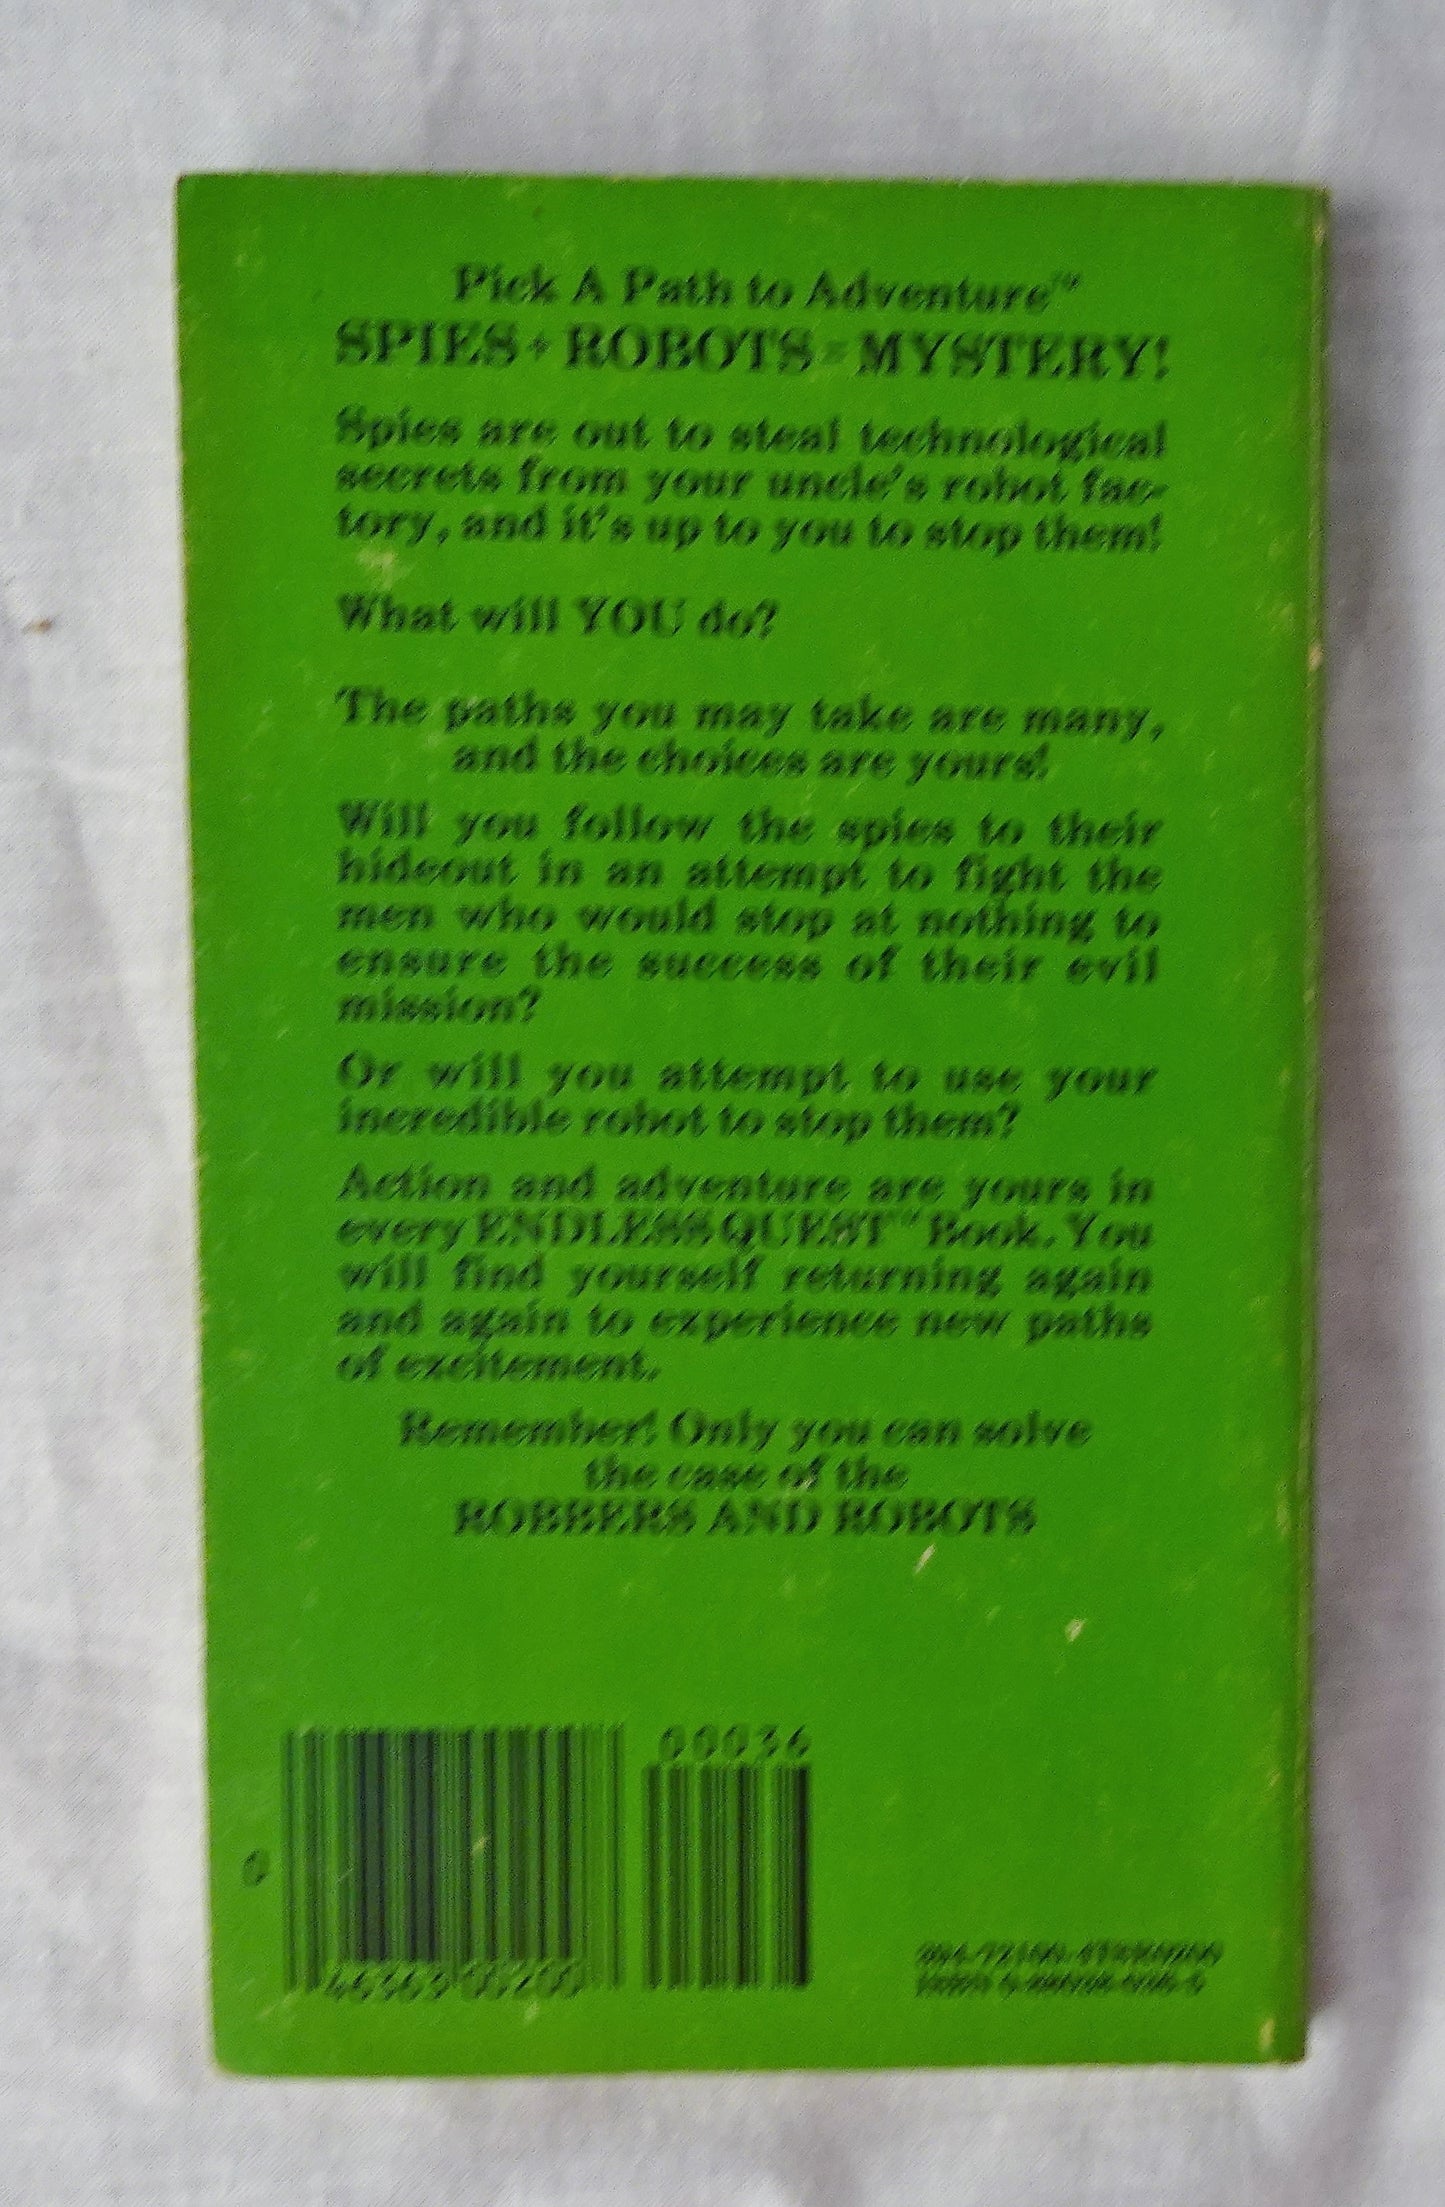 Pick A Path to Adventure™
SPIES + ROBOTS = MYSTERY!
Spies are out to steal technological
secrets from your uncle's robot fac-
tory, and it's up to you to stop them!
What will YOU do?
The paths you may take are many,
and the choices are yours!
Will you follow the spies to their
hideout in an attempt to fight the
men who would stop at nothing to
ensure the success of their evil
mission?
Or will you attempt to use your
incredible robot to stop them?
Action and adventure are yours in
every ENDLESS QUEST™ Book. You
will find yourself returning again
and again to experience new paths
of excitement.
Remember! Only you can solve
the case of the
ROBBERS AND ROBOTS
00036
0
46363 00200
ISBN